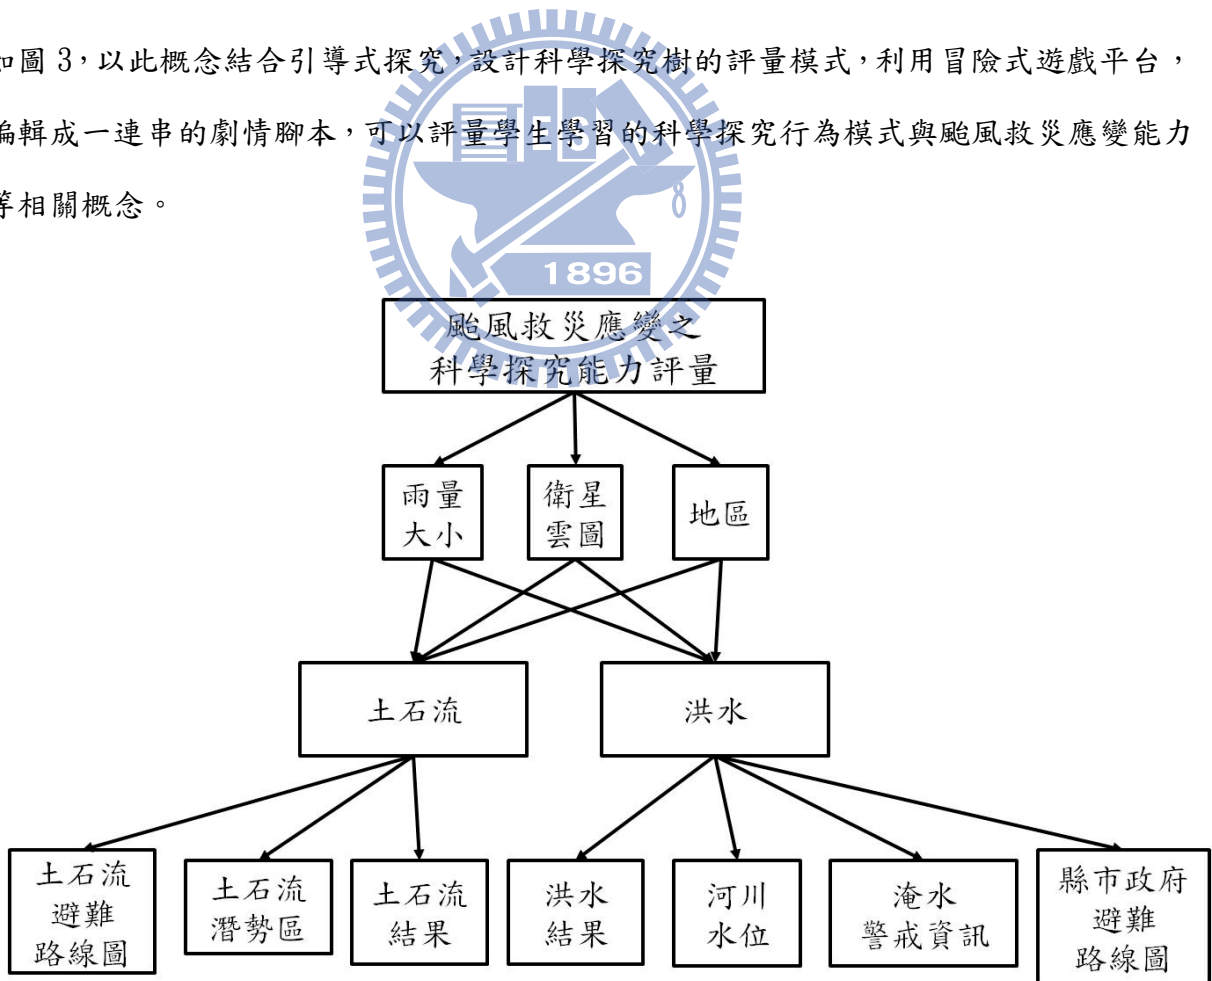 如圖 3,以此概念結合引導式探究,設計科學探究樹的評量模式,利用冒險式遊戲平台,
編輯成一連串的劇情腳本,可以評量學生學習的科學探究行為模式與颱風救災應變能力
等相關概念。
ES
1896
颱風救災應變之
科學探究能力評量
雨量
大小
衛星
雲圖
地區
土石流
洪水
土石流
避難
路線圖
土石流
潛勢區
土石流
結果
洪水
結果
河川
水位
淹水
警戒資訊
縣市政府
避難
路線圖